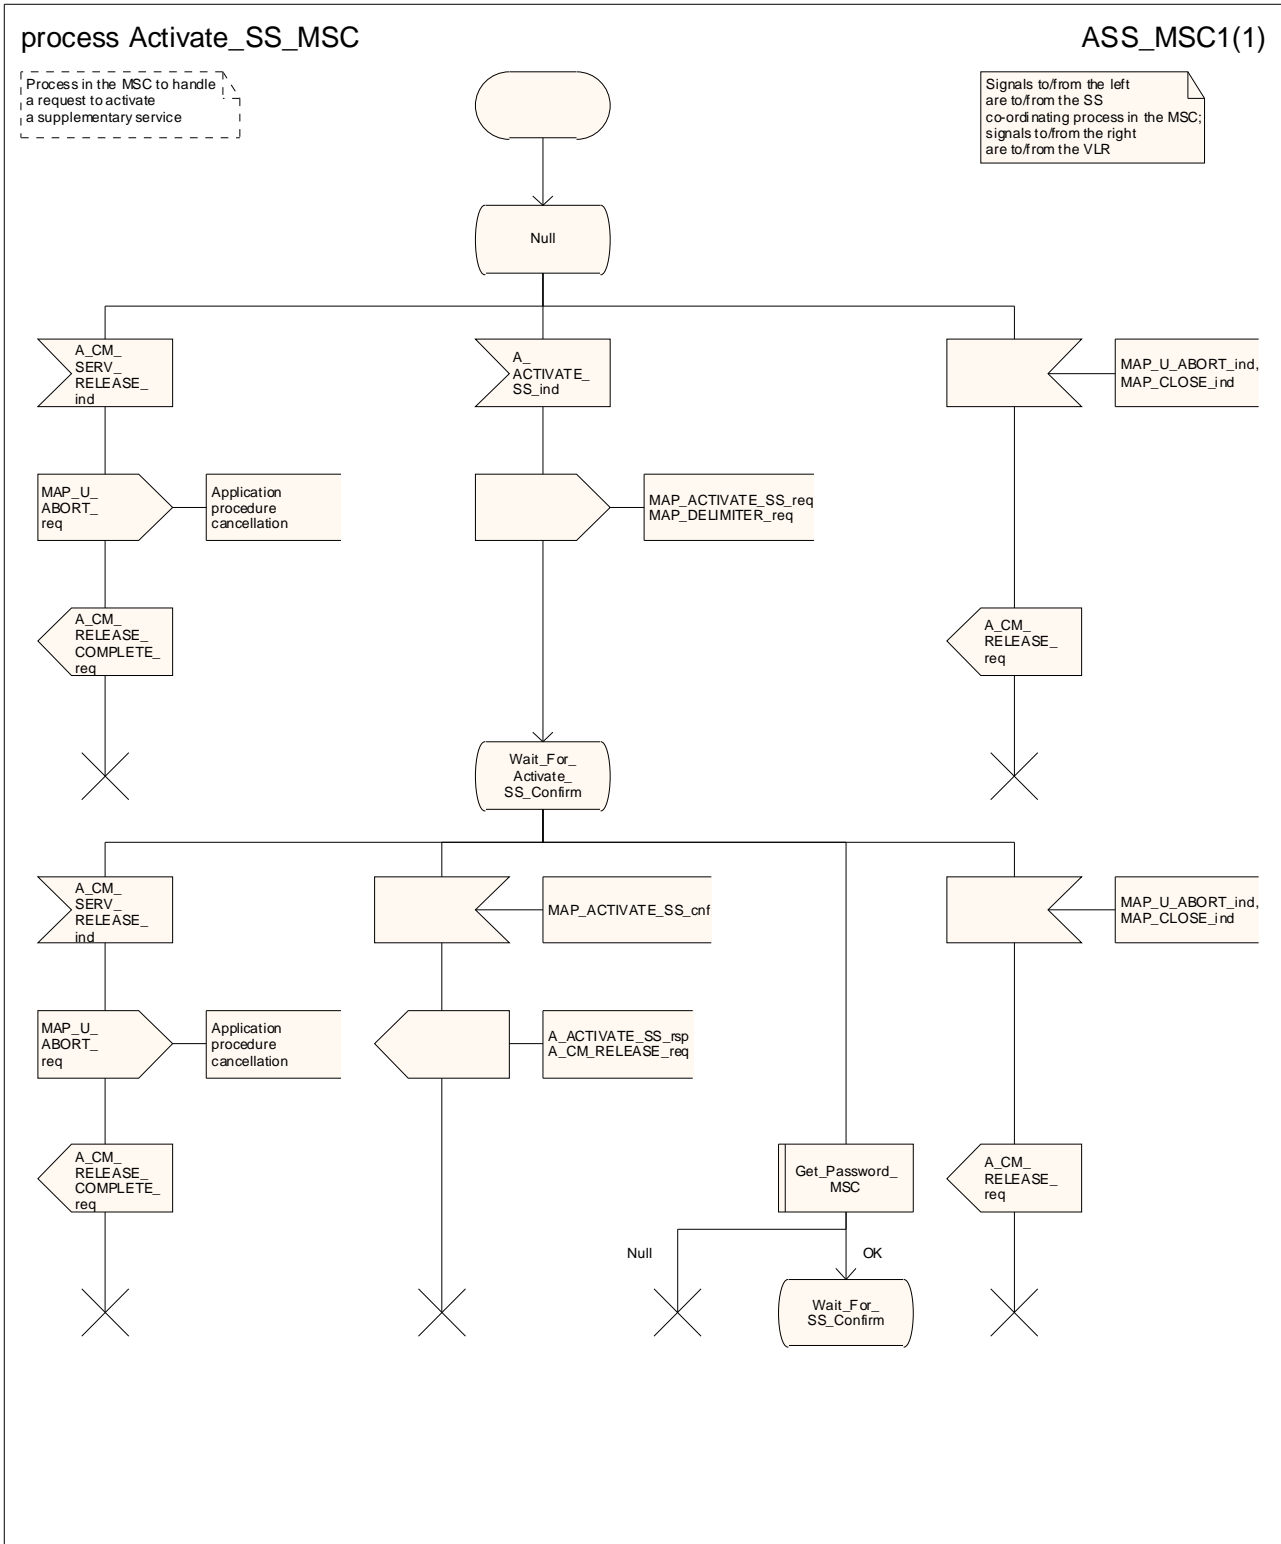 process Activate_SS_MSC
ASS_MSC1(1)
Process in the MSC to handle
a request to activate
a supplementary service
Signals to/from the left
are to/from the SS
co-ordinating process in the MSC;
signals to/from the right
are to/from the VLR
Null
A_CM_
SERV_
RELEASE_
ind
A_
ACTIVATE_
SS_ind
MAP_U_ABORT_ind,
MAP_CLOSE_ind
MAP_U_
ABORT_
req
Application
procedure
cancellation
MAP_ACTIVATE_SS_req
MAP_DELIMITER_req
A_CM_
RELEASE_
COMPLETE_
req
A_CM_
RELEASE_
req
Wait_For_
Activate_
SS_Confirm
A_CM_
SERV_
RELEASE_
ind
MAP_ACTIVATE_SS_cnf
MAP_U_ABORT_ind,
MAP_CLOSE_ind
MAP_U_
ABORT_
req
Application
procedure
cancellation
A_ACTIVATE_SS_rsp
A_CM_RELEASE_req
A_CM_
RELEASE_
COMPLETE_
req
Get_Password_
MSC
A_CM_
RELEASE_
req
Null
OK
Wait_For_
SS_Confirm